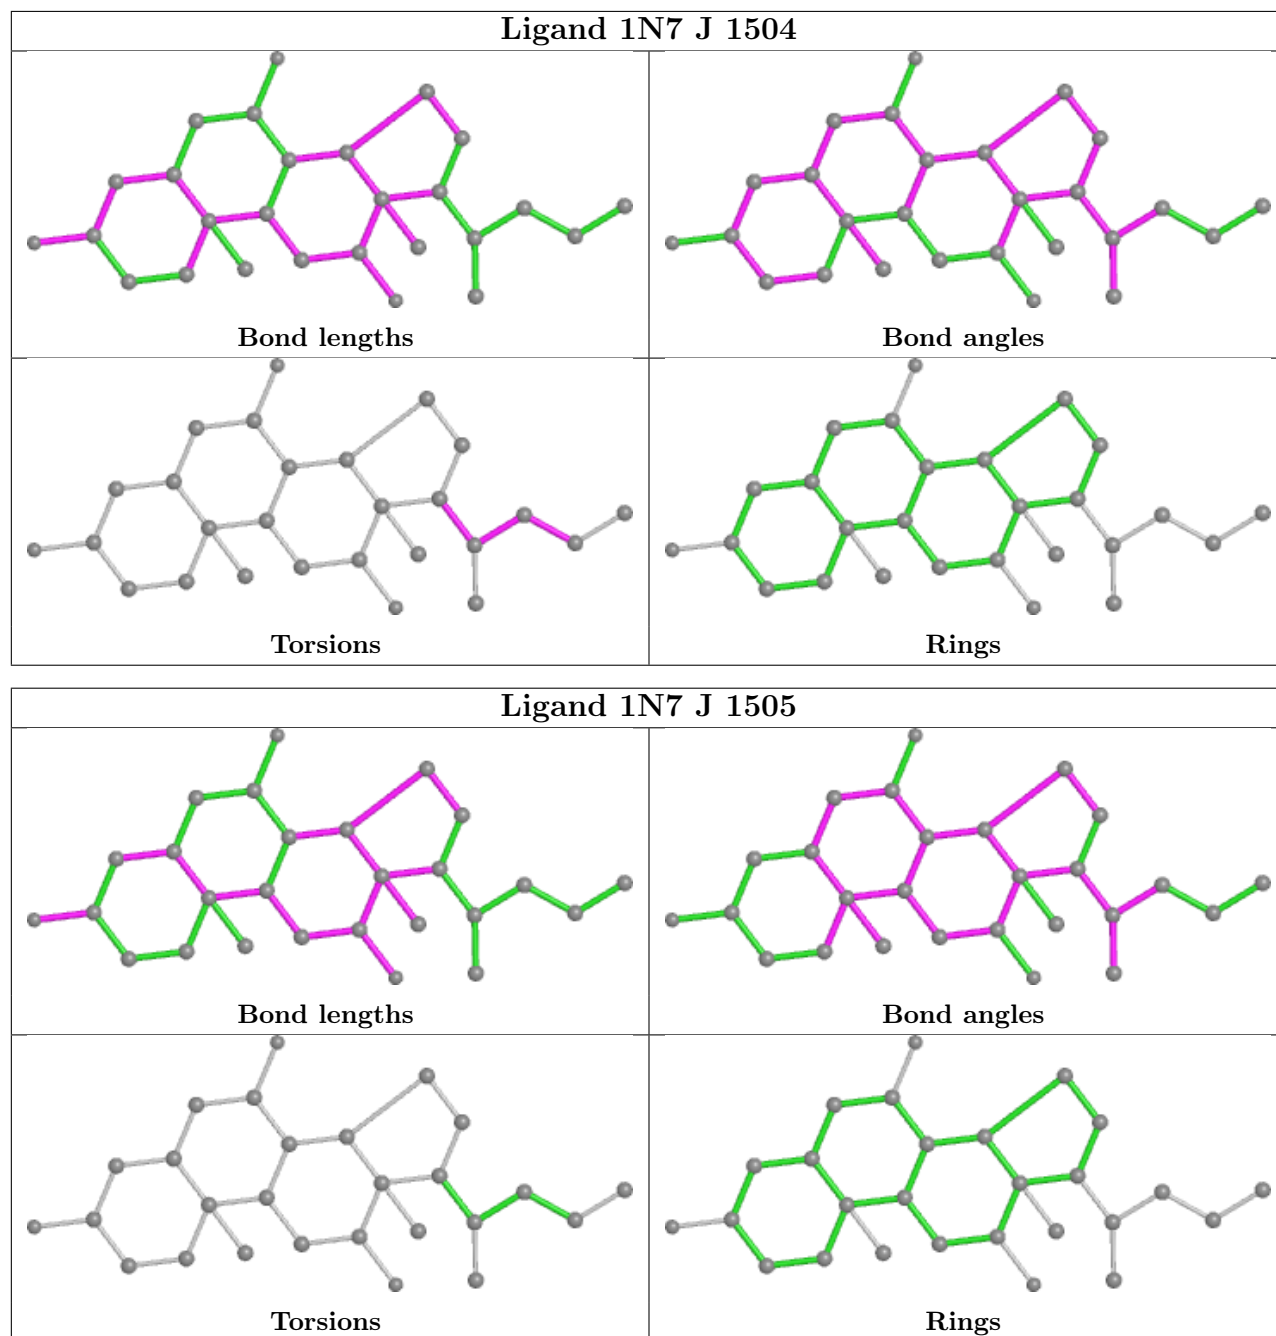 Ligand 1N7 J 1504
Bond lengths
Bond angles
Torsions
Rings
Ligand 1N7 J 1505
Bond lengths
Bond angles
Torsions
Rings